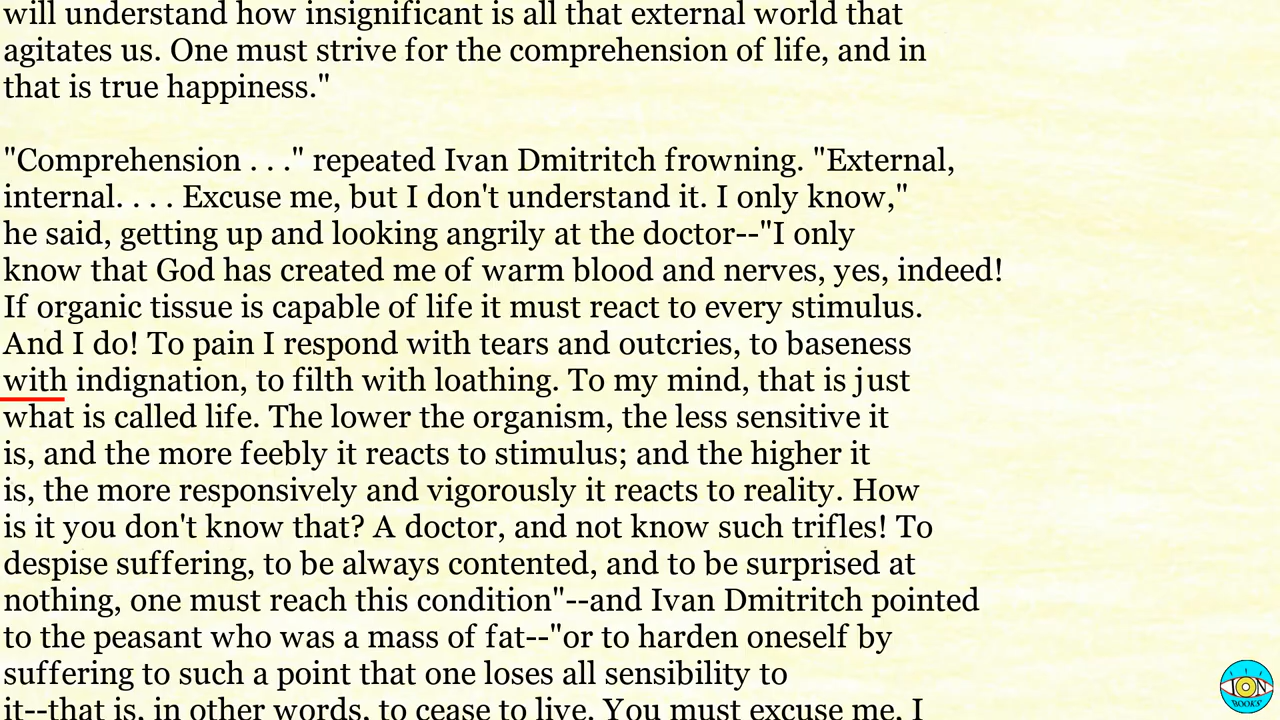 will understand how insignificant is all that external world that
agitates us. One must strive for the comprehension of life, and in
that is true happiness."
"Comprehension . . ." repeated Ivan Dmitritch frowning. "External,
internal. . . . Excuse me, but I don't understand it. I only know,"
he said, getting up and looking angrily at the doctor--"I only
know that God has created me of warm blood and nerves, yes, indeed!
If organic tissue is capable of life it must react to every stimulus.
And I do! To pain I respond with tears and outcries, to baseness
with indignation, to filth with loathing. To my mind, that is just
what is called life. The lower the organism, the less sensitive it
is, and the more feebly it reacts to stimulus; and the higher it
is, the more responsively and vigorously it reacts to reality. How
is it you don't know that? A doctor, and not know such trifles! To
despise suffering, to be always contented, and to be surprised at
nothing, one must reach this condition"--and Ivan Dmitritch pointed
to the peasant who was a mass of fat--"or to harden oneself by
suffering to such a point that one loses all sensibility to
it--that is, in other words, to cease to live. You must excuse me, I
ION
BOOKS